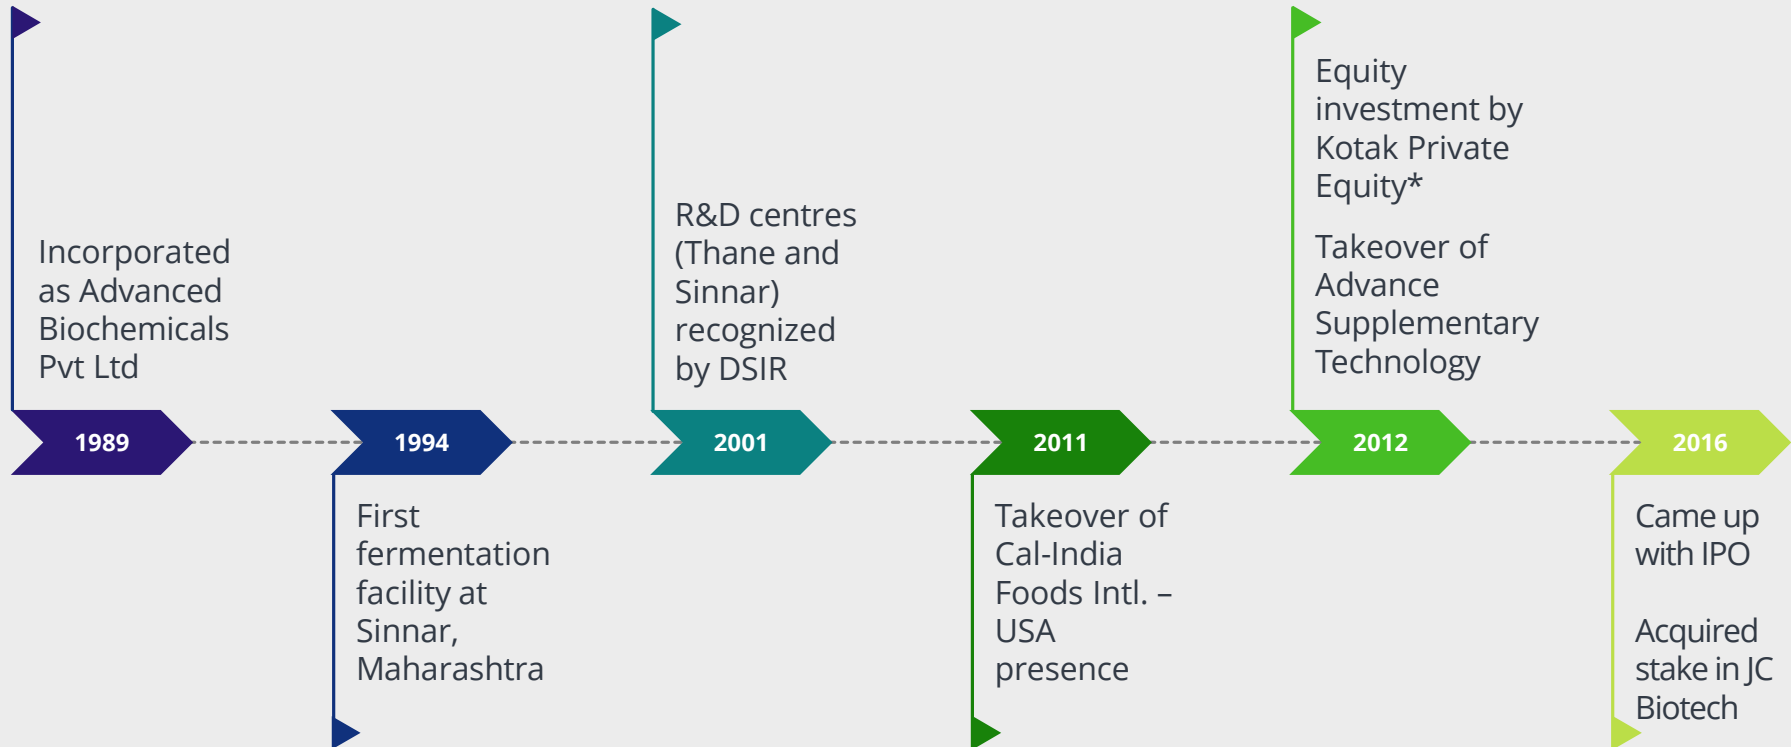 Incorporated
as Advanced
Biochemicals
Pvt Ltd
1989
1994
First
fermentation
facility at
Sinnar,
Maharashtra
R&D centres
(Thane and
Sinnar)
recognized
by DSIR
2001
2011
Takeover of
Cal-India
Foods Intl. –
USA
presence
Equity
investment by
Kotak Private
Equity*
Takeover of
Advance
Supplementary
Technology
2012
2016
Came up
with IPO
Acquired
stake in JC
Biotech